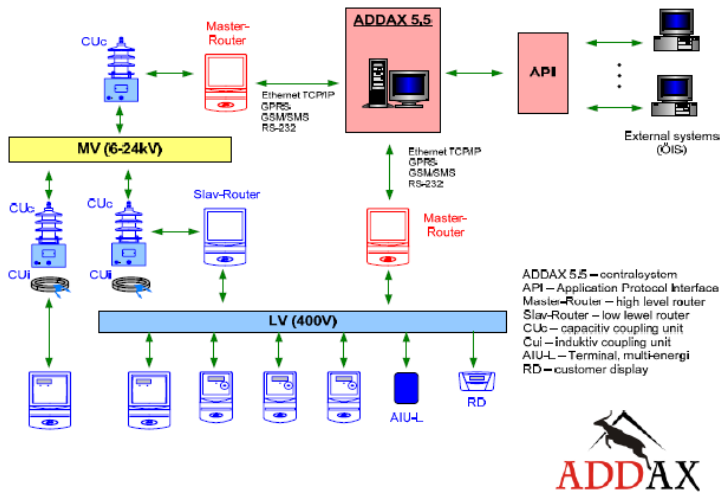 Master-
Router
CUc
ADDAX 5,5
API
Ethernet TCP/IP
GPRS-
GSM/SMS
RS-232
External systems
(ÖIS)
MV (6-24kV)
Ethernet TCP/IP
GPRS-
GSM/SMS
RS-232
CUc
CUc
Slav-Router
Master-
Router
CUi
CUi
LV (400V)
ADDAX 5.5 – centralsystem
API – Application Protocol Interface
Master-Router – high level router
Slav-Router – low lewel router
CUc – capacitiv coupling unit
Cui – induktiv coupling unit
AIU-L – Terminal, multi-energi
RD – customer display
AIU-L
RD
ADDAX